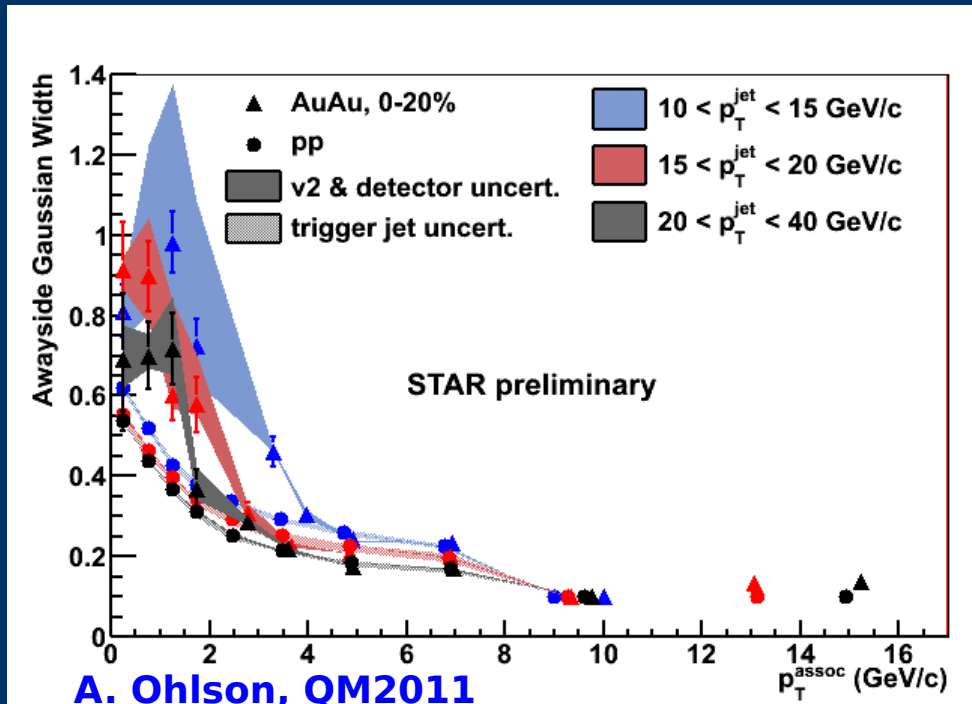 Awayside Gaussian Width
1.4
1.2
1
0.8
0.6
0.4
0.2
0
AuAu, 0-20%
pp
v2 & detector uncert.
trigger jet uncert.
10 < p_T^jet < 15 GeV/c
15 < p_T^jet < 20 GeV/c
20 < p_T^jet < 40 GeV/c
STAR preliminary
0 2 4 6 8 10 12 14 16
p_T^assoc (GeV/c)
A. Ohlson, QM2011